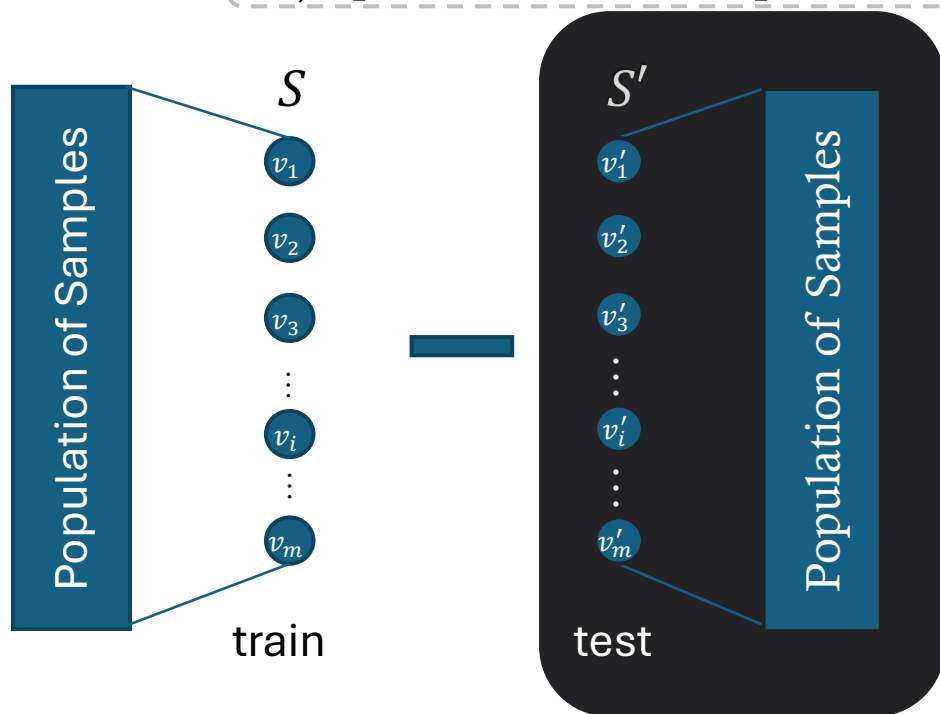 Population of Samples
S
v₁
v₂
v₃
⋮
vᵢ
⋮
vₘ
train
S′
v′₁
v′₂
v′₃
⋮
v′ᵢ
⋮
v′ₘ
test
Population of Samples